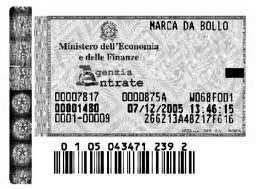 MARCA DA BOLLO
Ministero dell'Economia
e delle Finanze
Agenzia
Entrate
00007817 0000875A W068F001
00001480 07/12/2005 13:46:15
0001-00009 266213A48217F616
0 1 05 043471 239 2